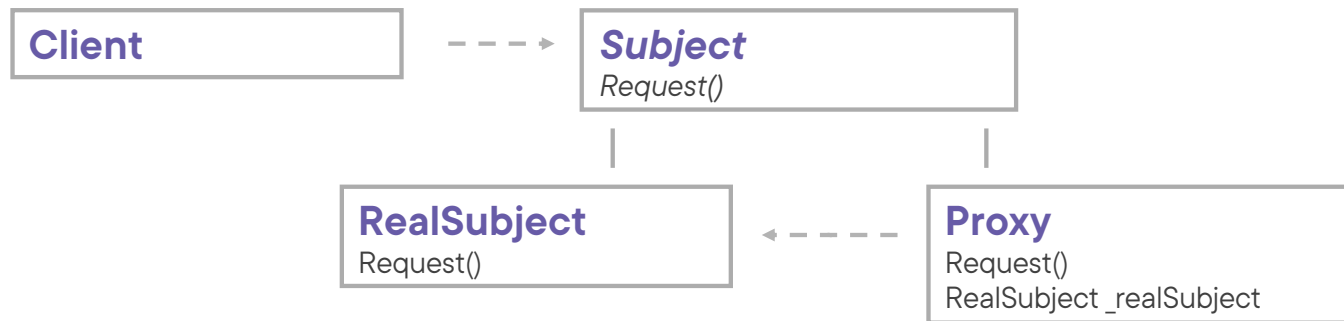 Client
Subject
Request()
RealSubject
Request()
Proxy
Request()
RealSubject _realSubject